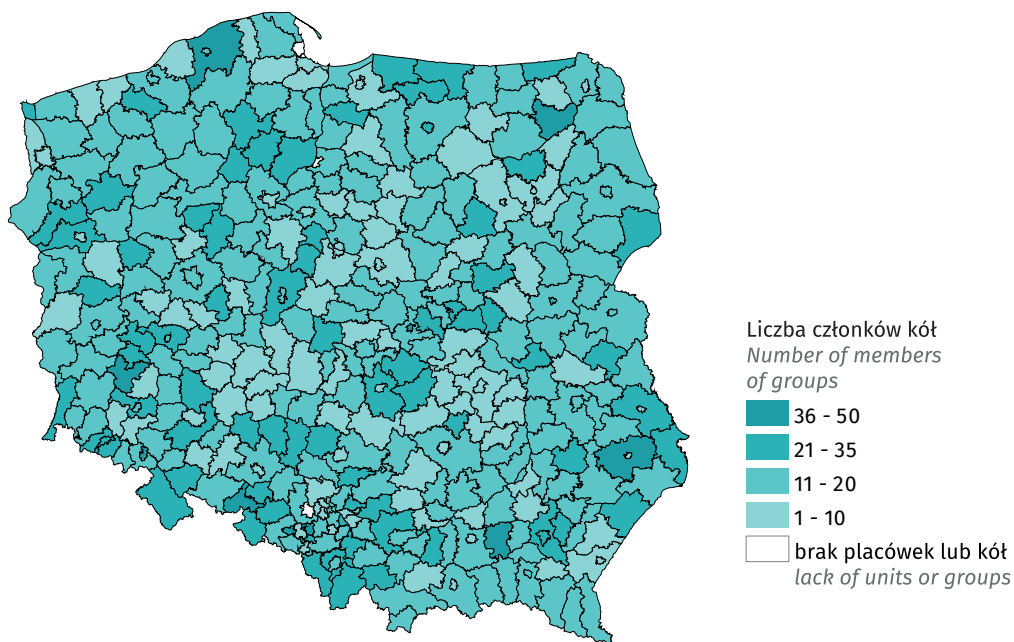 Liczba członków kół
Number of members
of groups
36 - 50
21 - 35
11 - 20
1 - 10
brak placówek lub kół
lack of units or groups